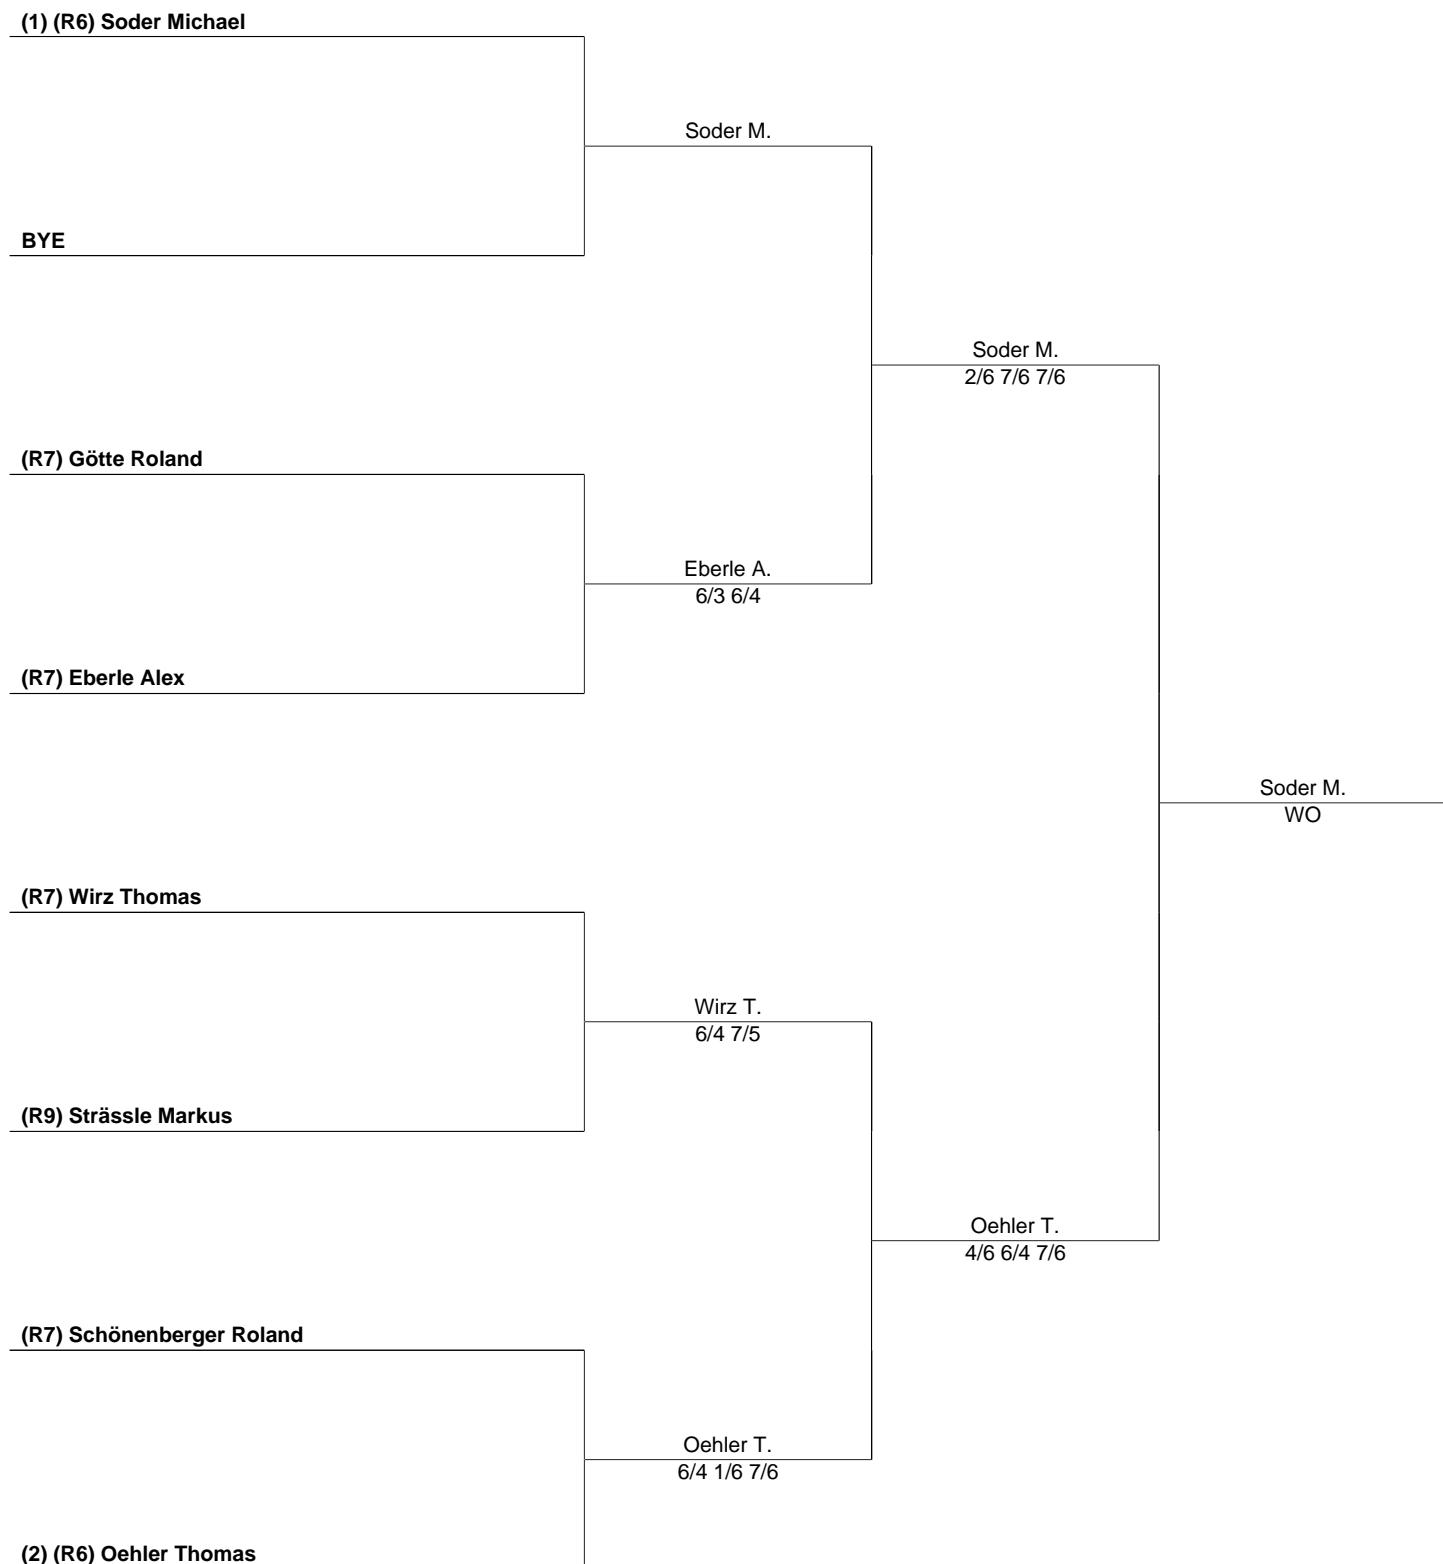 (1) (R6) Soder Michael
Soder M.
BYE
Soder M.
2/6 7/6 7/6
(R7) Götte Roland
Eberle A.
6/3 6/4
(R7) Eberle Alex
Soder M.
WO
(R7) Wirz Thomas
Wirz T.
6/4 7/5
(R9) Strässle Markus
Oehler T.
4/6 6/4 7/6
(R7) Schönenberger Roland
Oehler T.
6/4 1/6 7/6
(2) (R6) Oehler Thomas